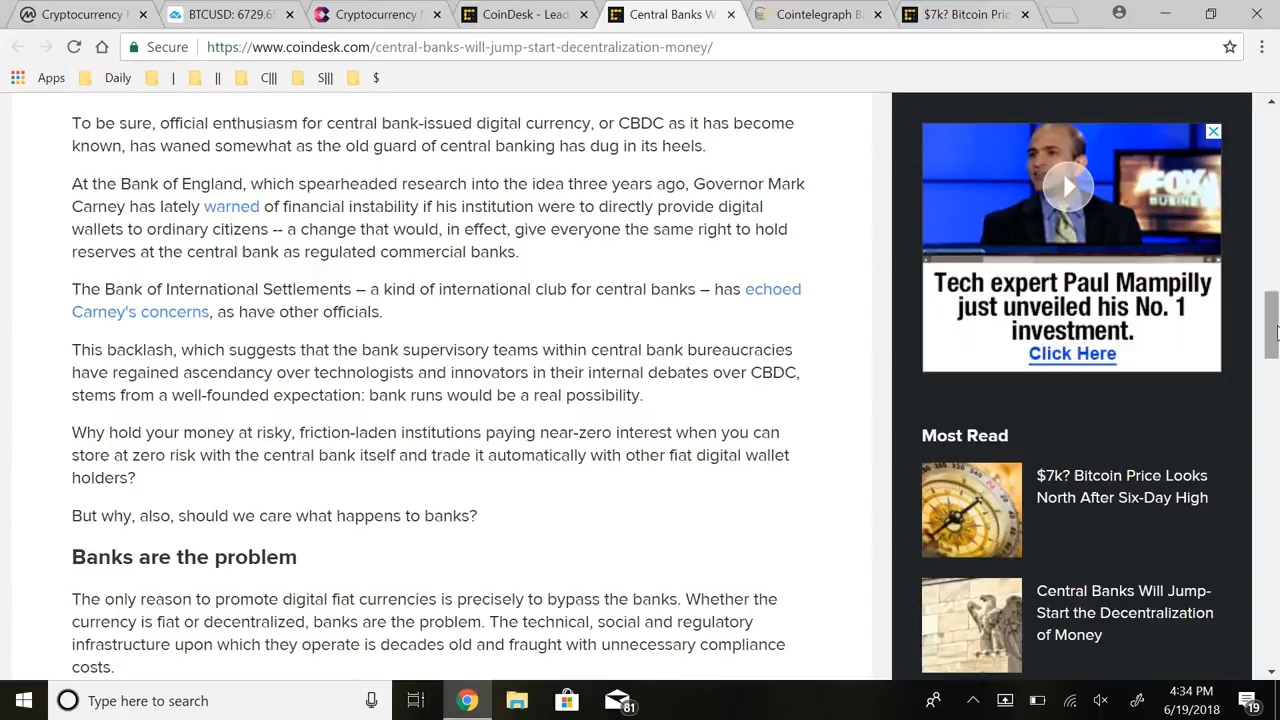 Cryptocurrency
BTCUSD: 6729.6
Cryptocurrency
CoinDesk - Lead
Central Banks W
Cointelegraph B
$7k? Bitcoin Pric
Secure
https://www.coindesk.com/central-banks-will-jump-start-decentralization-money/
Apps
Daily
|
||
C|||
S|||
$
To be sure, official enthusiasm for central bank-issued digital currency, or CBDC as it has become
known, has waned somewhat as the old guard of central banking has dug in its heels.
At the Bank of England, which spearheaded research into the idea three years ago, Governor Mark
Carney has lately warned of financial instability if his institution were to directly provide digital
wallets to ordinary citizens -- a change that would, in effect, give everyone the same right to hold
reserves at the central bank as regulated commercial banks.
The Bank of International Settlements – a kind of international club for central banks – has echoed
Carney's concerns, as have other officials.
This backlash, which suggests that the bank supervisory teams within central bank bureaucracies
have regained ascendancy over technologists and innovators in their internal debates over CBDC,
stems from a well-founded expectation: bank runs would be a real possibility.
Why hold your money at risky, friction-laden institutions paying near-zero interest when you can
store at zero risk with the central bank itself and trade it automatically with other fiat digital wallet
holders?
But why, also, should we care what happens to banks?
Banks are the problem
The only reason to promote digital fiat currencies is precisely to bypass the banks. Whether the
currency is fiat or decentralized, banks are the problem. The technical, social and regulatory
infrastructure upon which they operate is decades old and fraught with unnecessary compliance
costs.
FOX
BUSINESS
Tech expert Paul Mampilly
just unveiled his No. 1
investment.
Click Here
Most Read
$7k? Bitcoin Price Looks
North After Six-Day High
Central Banks Will Jump-
Start the Decentralization
of Money
Type here to search
81
4:34 PM
6/19/2018
19